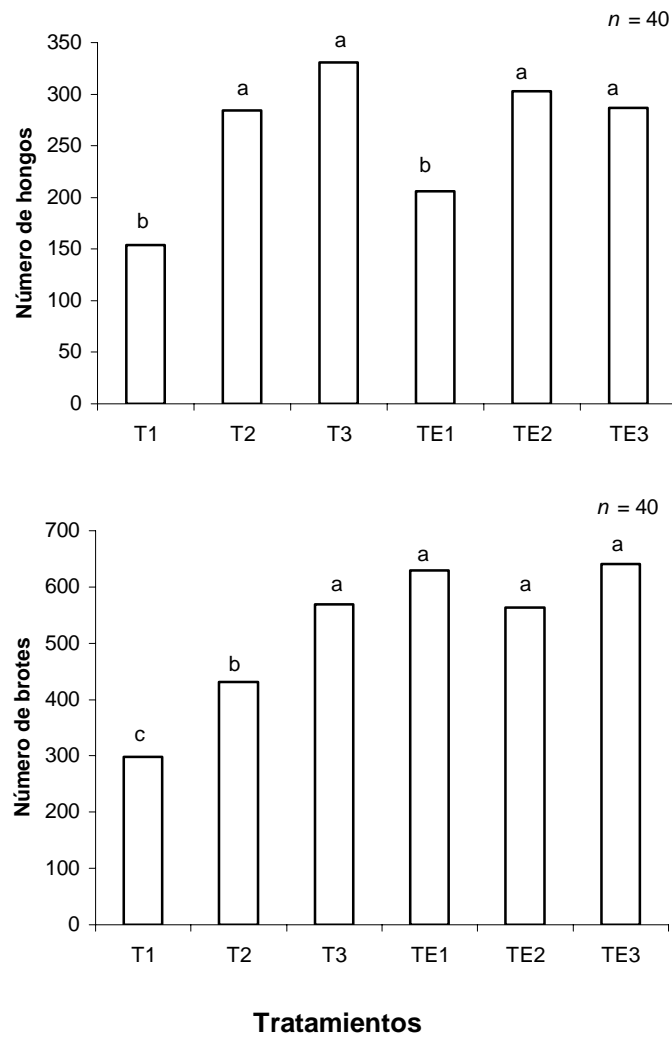 n = 40
350
300
250
200
150
100
50
0
Número de hongos
b
a
a
b
a
a
T1 T2 T3 TE1 TE2 TE3
n = 40
700
600
500
400
300
200
100
0
Número de brotes
c
b
a
a
a
a
T1 T2 T3 TE1 TE2 TE3
Tratamientos